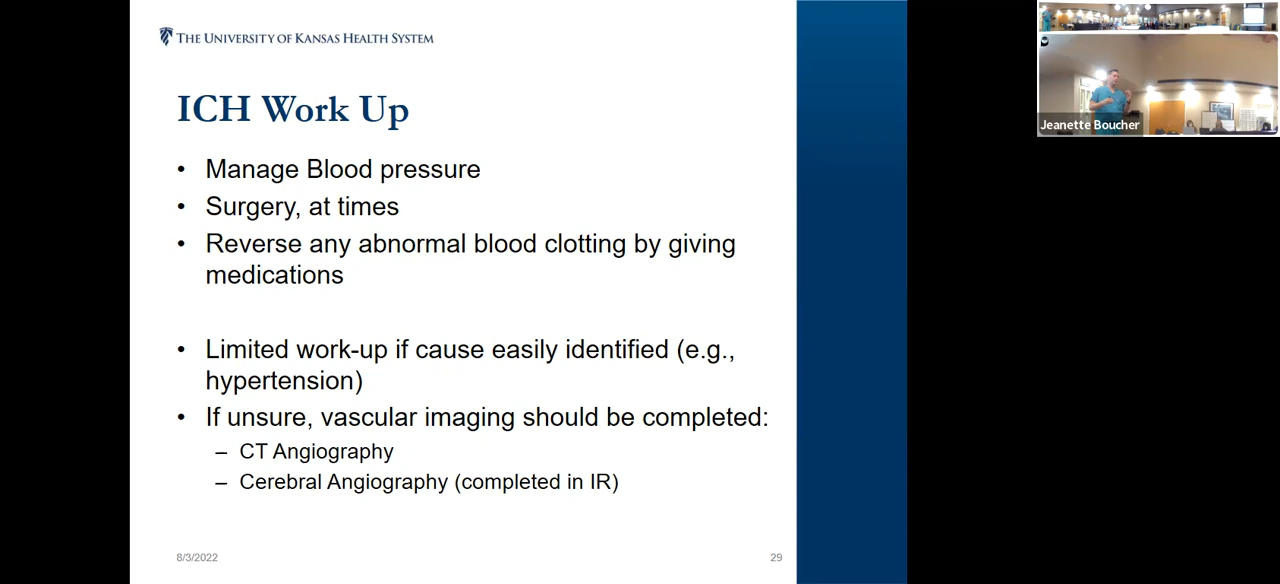 THE UNIVERSITY OF KANSAS HEALTH SYSTEM
ICH Work Up
• Manage Blood pressure
• Surgery, at times
• Reverse any abnormal blood clotting by giving
medications
• Limited work-up if cause easily identified (e.g.,
hypertension)
• If unsure, vascular imaging should be completed:
– CT Angiography
– Cerebral Angiography (completed in IR)
8/3/2022
29
Jeanette Boucher